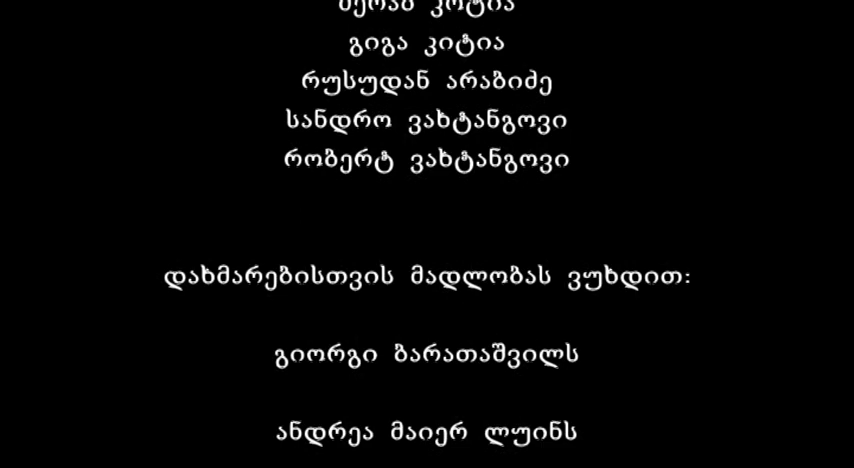 გიგა კიტია
რუსუდან არაბიძე
სანდრო ვახტანგოვი
რობერტ ვახტანგოვი
დახმარებისთვის მადლობას ვუხდით:
გიორგი ბარათაშვილს
ანდრეა მაიერ ლუინს